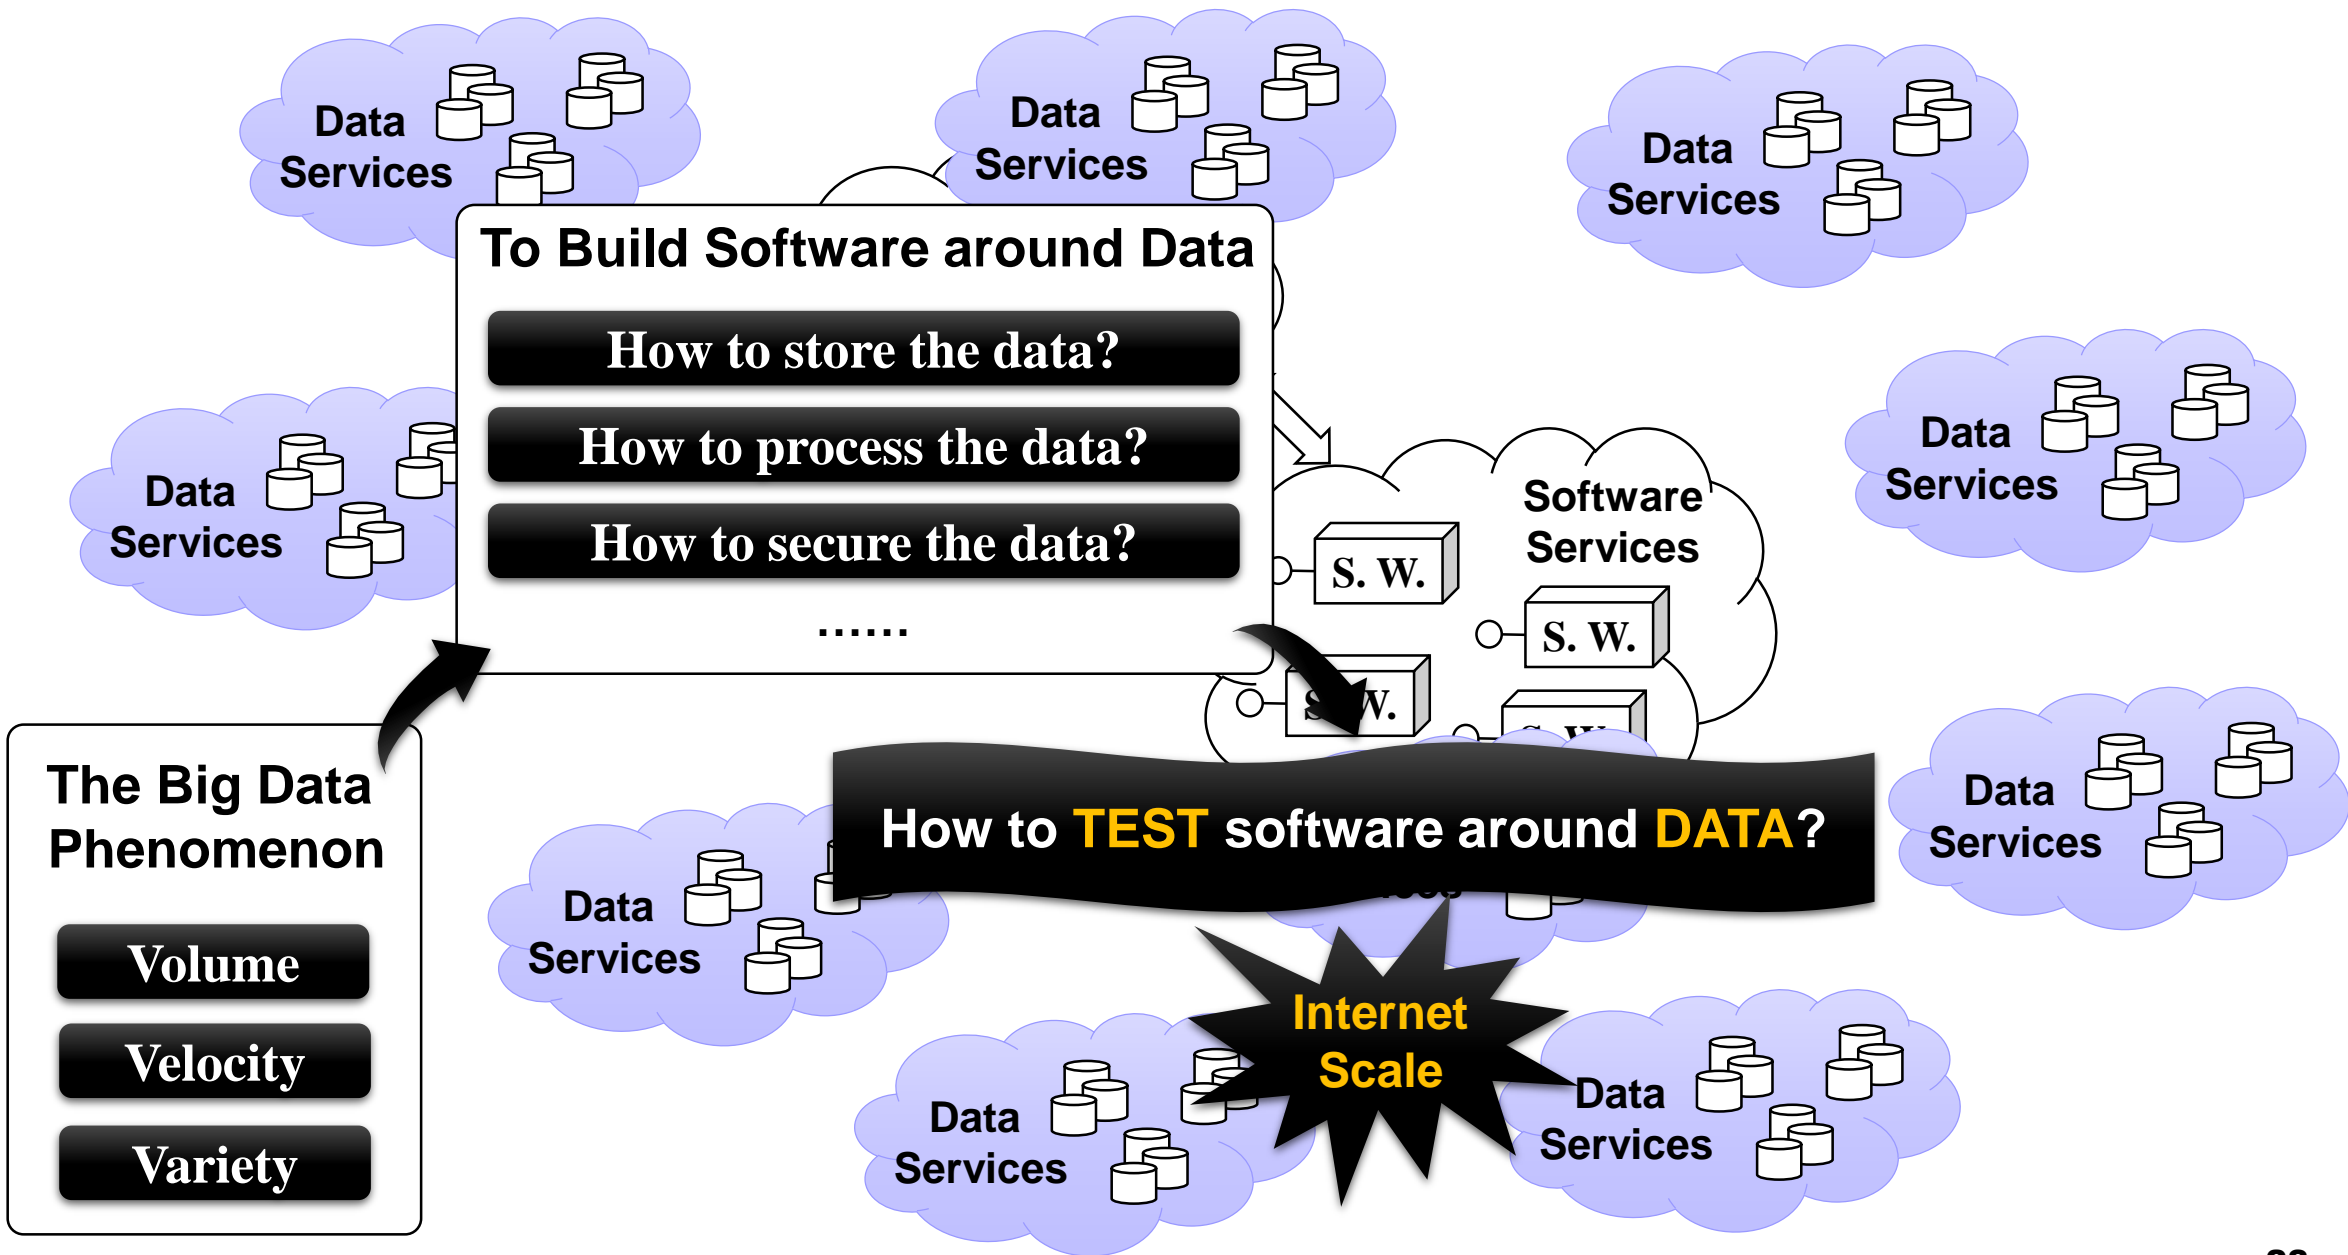 Data
Services
Data
Services
Data
Services
To Build Software around Data
How to store the data?
How to process the data?
How to secure the data?
......
Data
Services
Data
Services
Software
Services
S. W.
S. W.
S. W.
S. W.
The Big Data
Phenomenon
Volume
Velocity
Variety
How to TEST software around DATA?
Data
Services
Data
Services
Internet
Scale
Data
Services
Data
Services